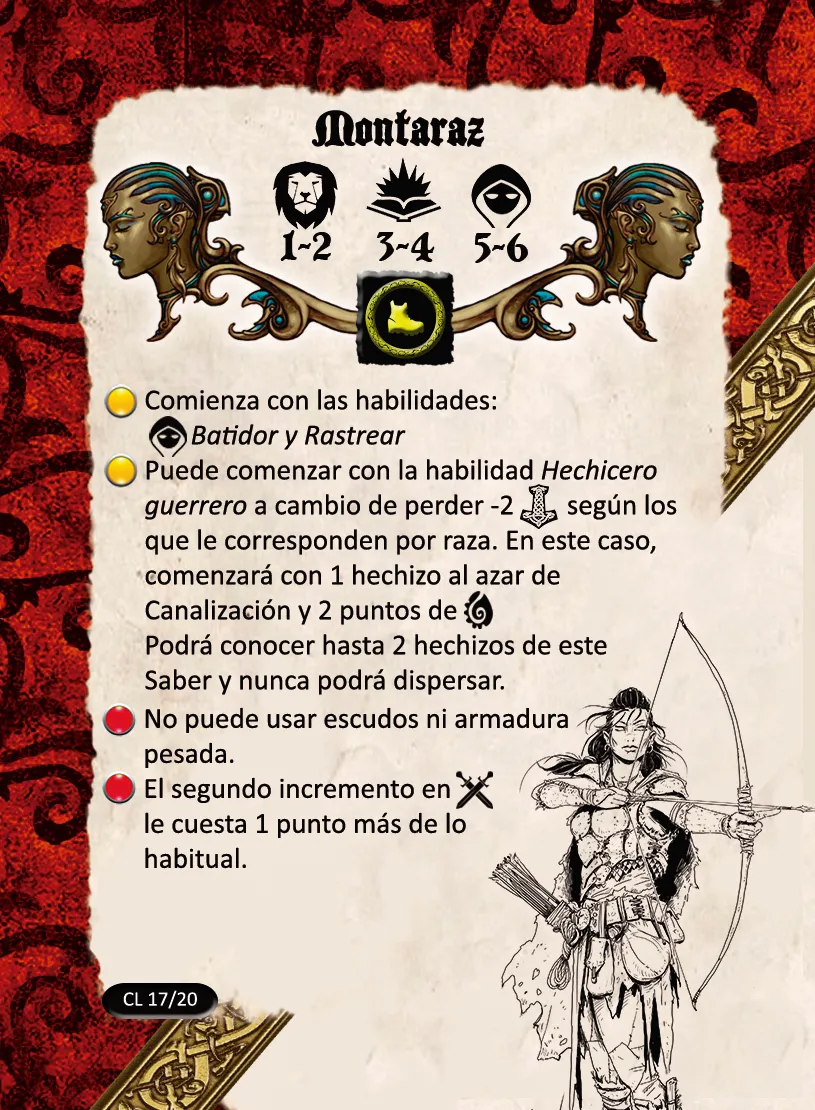 Montaraz
1~2 3~4 5~6
Comienza con las habilidades:
Batidor y Rastrear
Puede comenzar con la habilidad Hechicero
guerrero a cambio de perder -2 según los
que le corresponden por raza. En este caso,
comenzará con 1 hechizo al azar de
Canalización y 2 puntos de
Podrá conocer hasta 2 hechizos de este
Saber y nunca podrá dispersar.
No puede usar escudos ni armadura
pesada.
El segundo incremento en
le cuesta 1 punto más de lo
habitual.
CL 17/20